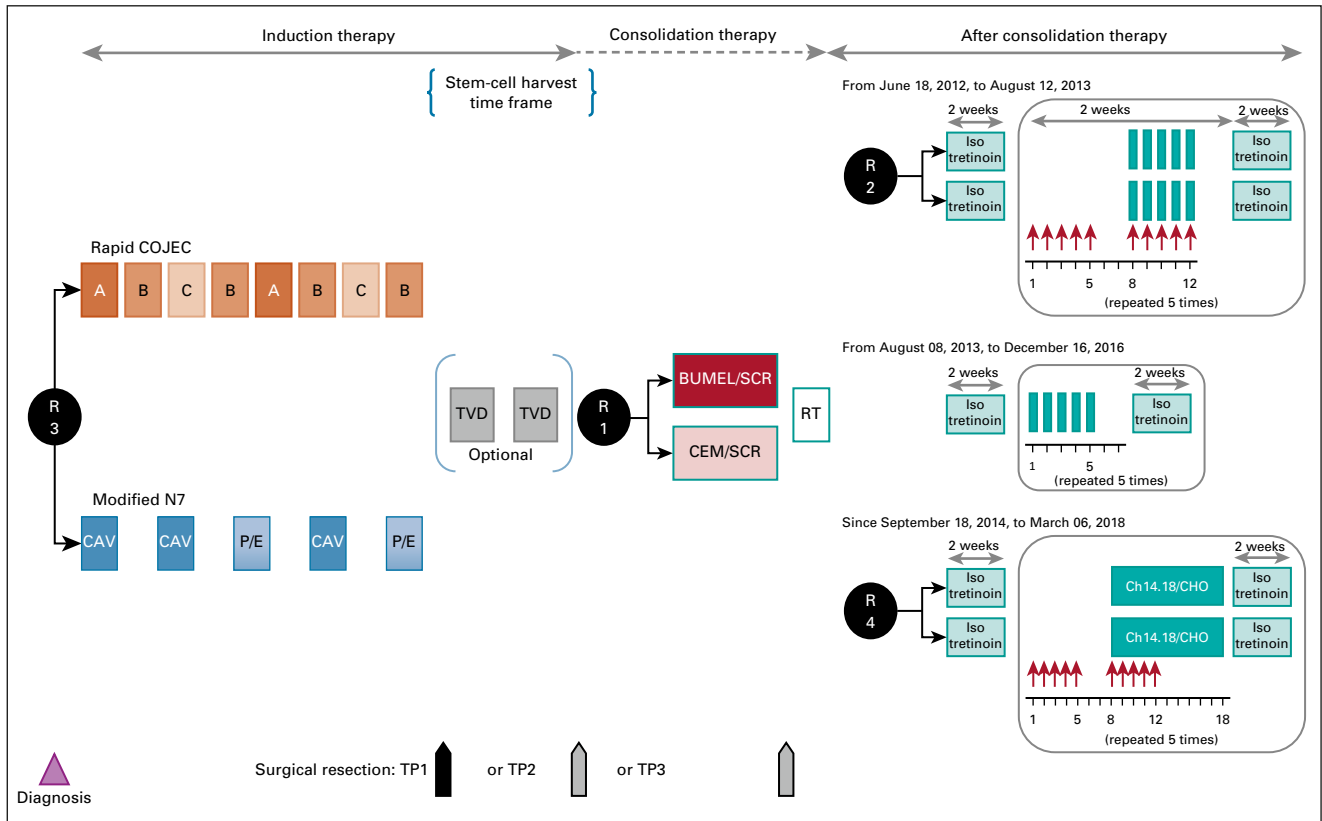 Induction therapy
Consolidation therapy
After consolidation therapy
Stem-cell harvest
time frame
From June 18, 2012, to August 12, 2013
2 weeks
2 weeks
2 weeks
R
2
Iso
tretinoin
Iso
tretinoin
Iso
tretinoin
Iso
tretinoin
1
5
8
12
(repeated 5 times)
Rapid COJEC
A
B
C
B
A
B
C
B
R
3
Modified N7
CAV
CAV
P/E
CAV
P/E
TVD
TVD
Optional
R
1
BUMEL/SCR
CEM/SCR
RT
From August 08, 2013, to December 16, 2016
2 weeks
2 weeks
Iso
tretinoin
Iso
tretinoin
1
5
(repeated 5 times)
Since September 18, 2014, to March 06, 2018
2 weeks
2 weeks
R
4
Iso
tretinoin
Iso
tretinoin
Ch14.18/CHO
Ch14.18/CHO
Iso
tretinoin
Iso
tretinoin
1
5
8
12
18
(repeated 5 times)
Diagnosis
Surgical resection: TP1
or TP2
or TP3